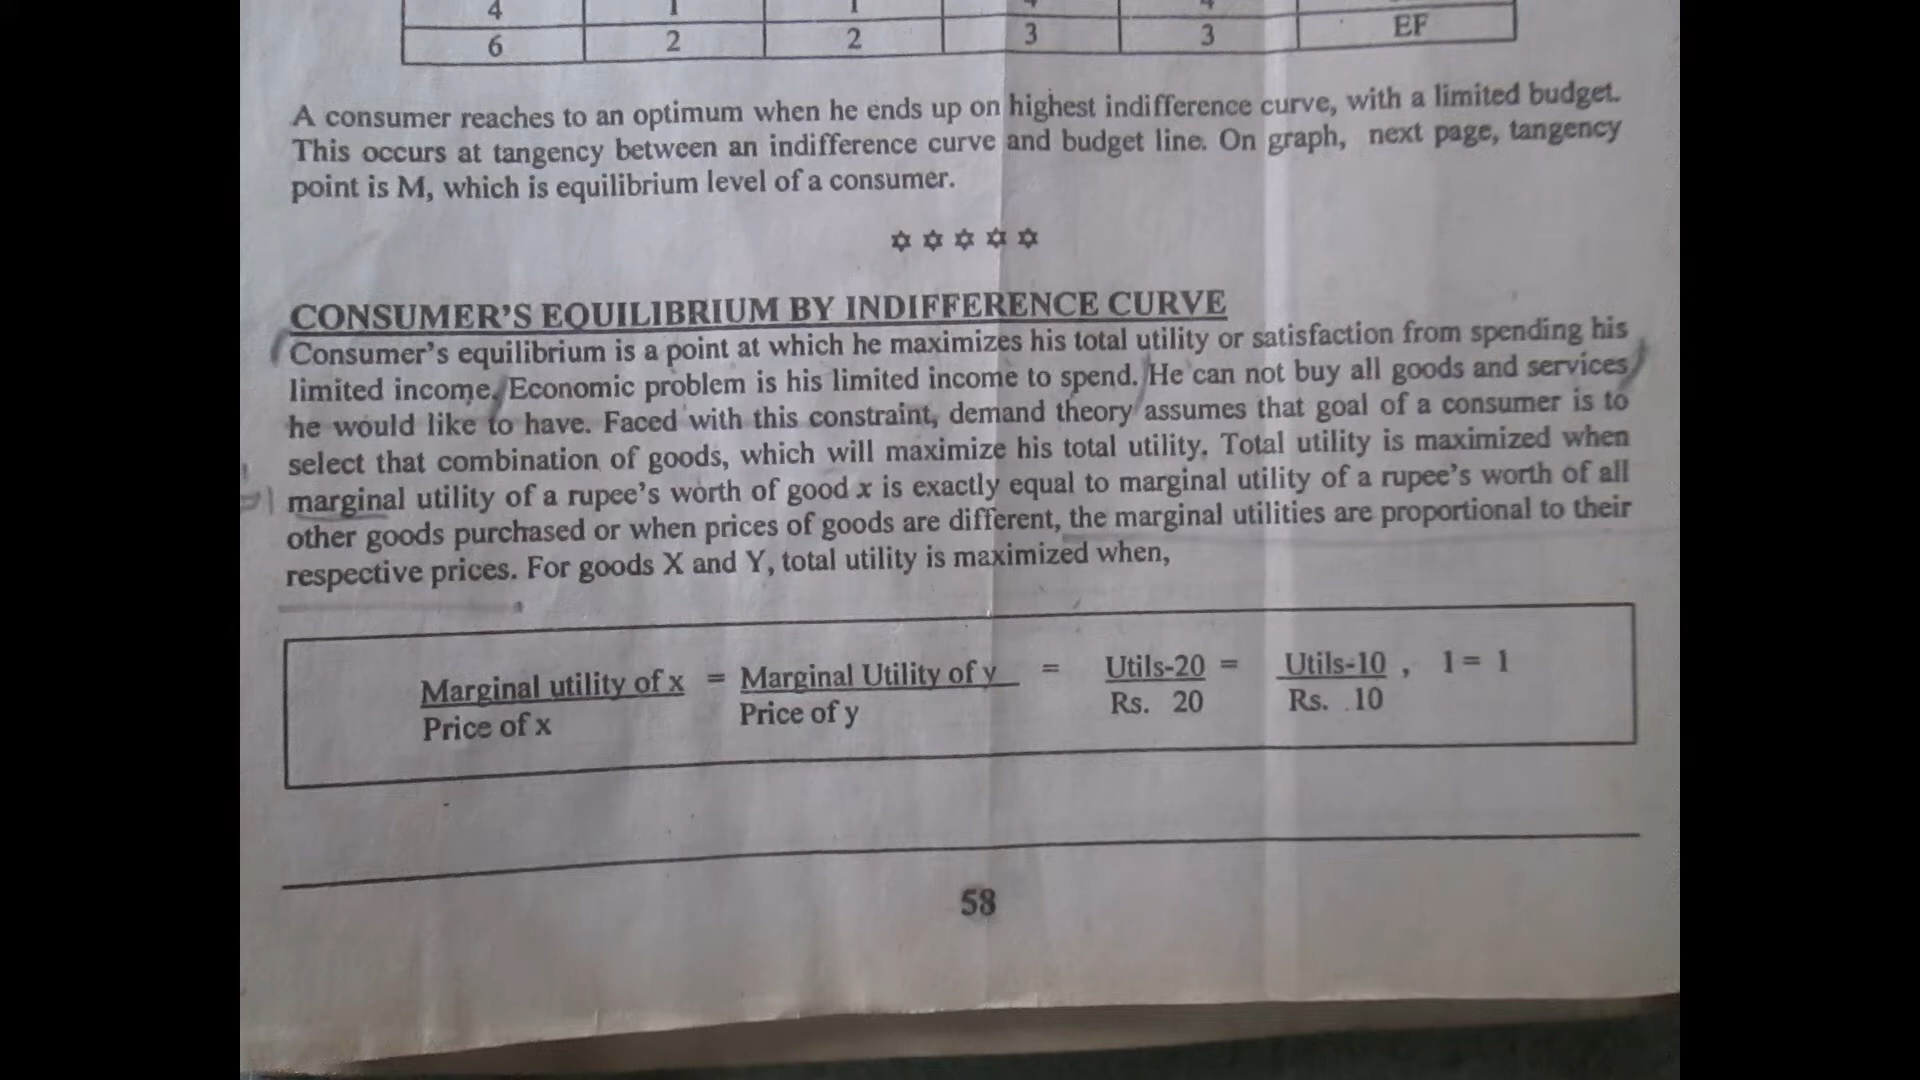 4 1 1 4 4
6 2 2 3 3 EF
A consumer reaches to an optimum when he ends up on highest indifference curve, with a limited budget.
This occurs at tangency between an indifference curve and budget line. On graph, next page, tangency
point is M, which is equilibrium level of a consumer.
✡ ✡ ✡ ✡ ✡
CONSUMER'S EQUILIBRIUM BY INDIFFERENCE CURVE
Consumer's equilibrium is a point at which he maximizes his total utility or satisfaction from spending his
limited income. Economic problem is his limited income to spend. He can not buy all goods and services
he would like to have. Faced with this constraint, demand theory assumes that goal of a consumer is to
select that combination of goods, which will maximize his total utility. Total utility is maximized when
marginal utility of a rupee's worth of good x is exactly equal to marginal utility of a rupee's worth of all
other goods purchased or when prices of goods are different, the marginal utilities are proportional to their
respective prices. For goods X and Y, total utility is maximized when,
Marginal utility of x = Marginal Utility of y = Utils-20 = Utils-10 , 1 = 1
Price of x Price of y Rs. 20 Rs. 10
58